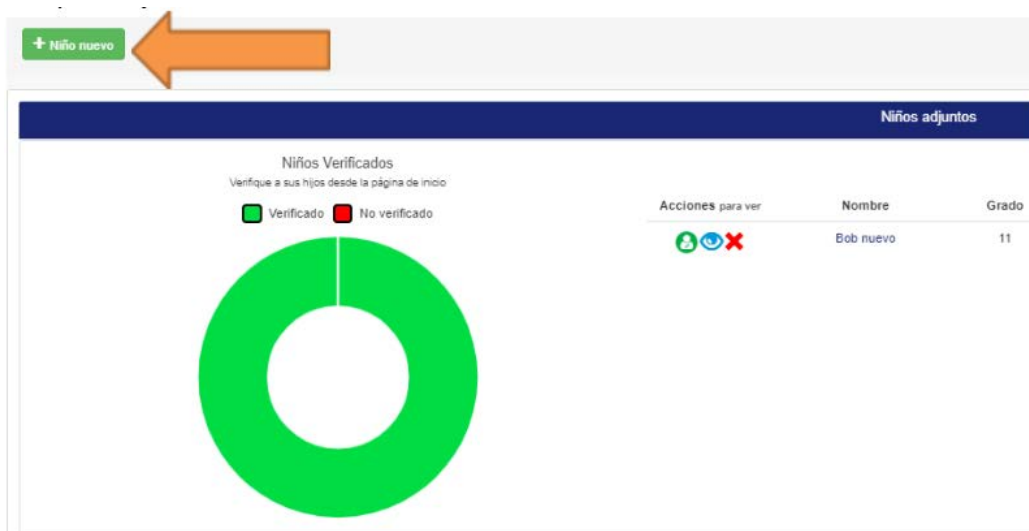 + Niño nuevo
Niños adjuntos
Niños Verificados
Verifique a sus hijos desde la página de inicio
Verificado No verificado
Acciones para ver Nombre Grado
Bob nuevo 11